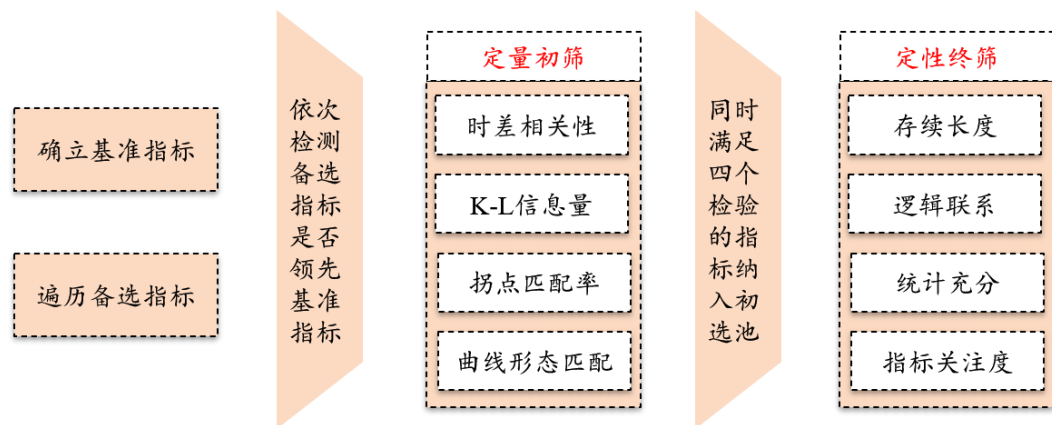 确立基准指标
遍历备选指标
依次
检测
备选
指标
是否
领先
基准
指标
定量初筛
时差相关性
K-L信息量
拐点匹配率
曲线形态匹配
同时
满足
四个
检验
的指
标纳
入初
选池
定性终筛
存续长度
逻辑联系
统计充分
指标关注度